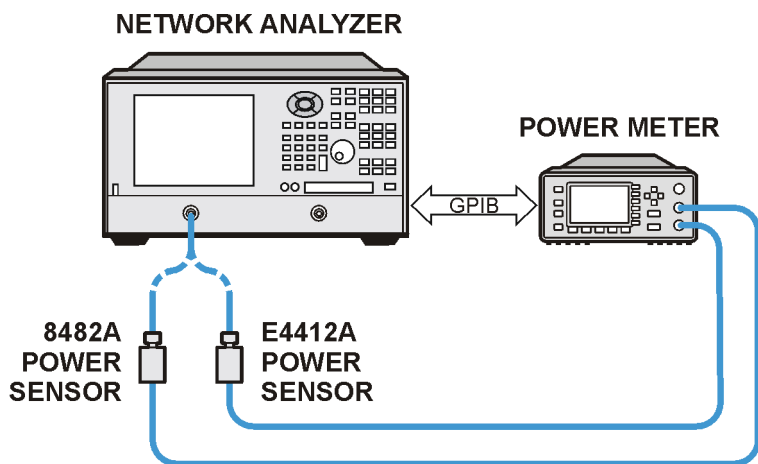 NETWORK ANALYZER
POWER METER
GPIB
8482A
POWER
SENSOR
E4412A
POWER
SENSOR